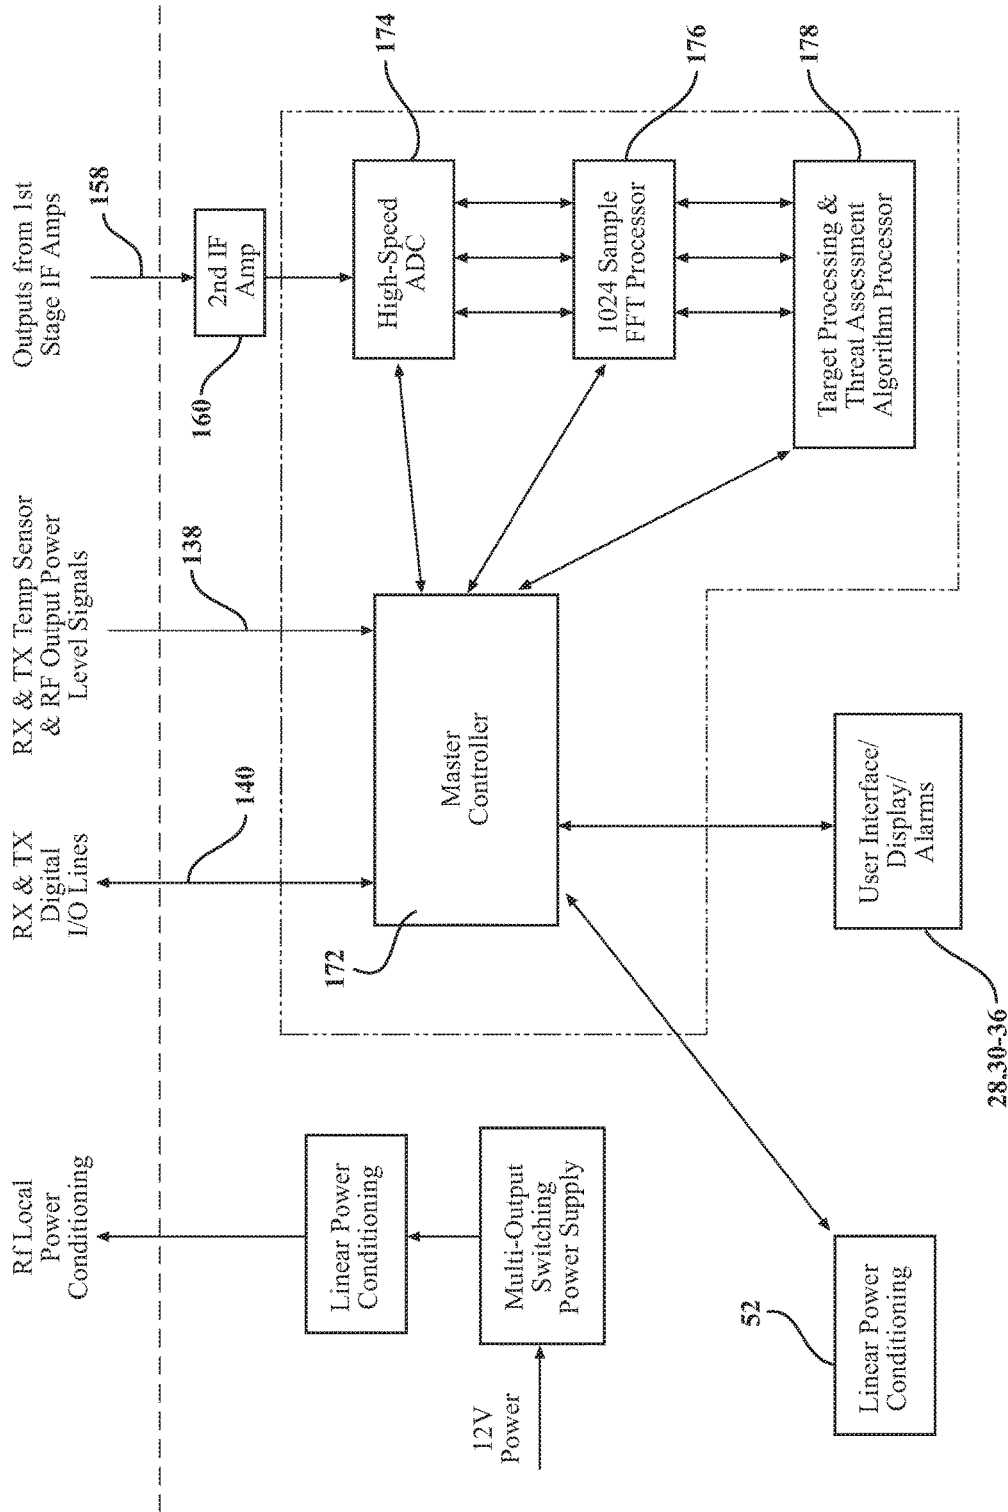 Rf Local
Power
Conditioning
RX & TX
Digital
I/O Lines
RX & TX Temp Sensor
& RF Output Power
Level Signals
Outputs from 1st
Stage IF Amps
140
138
158
160
2nd IF
Amp
Linear Power
Conditioning
172
Master
Controller
High-Speed
ADC
174
12V
Power
Multi-Output
Switching
Power Supply
1024 Sample
FFT Processor
176
52
Linear Power
Conditioning
User Interface/
Display/
Alarms
28.30-36
Target Processing &
Threat Assessment
Algorithm Processor
178